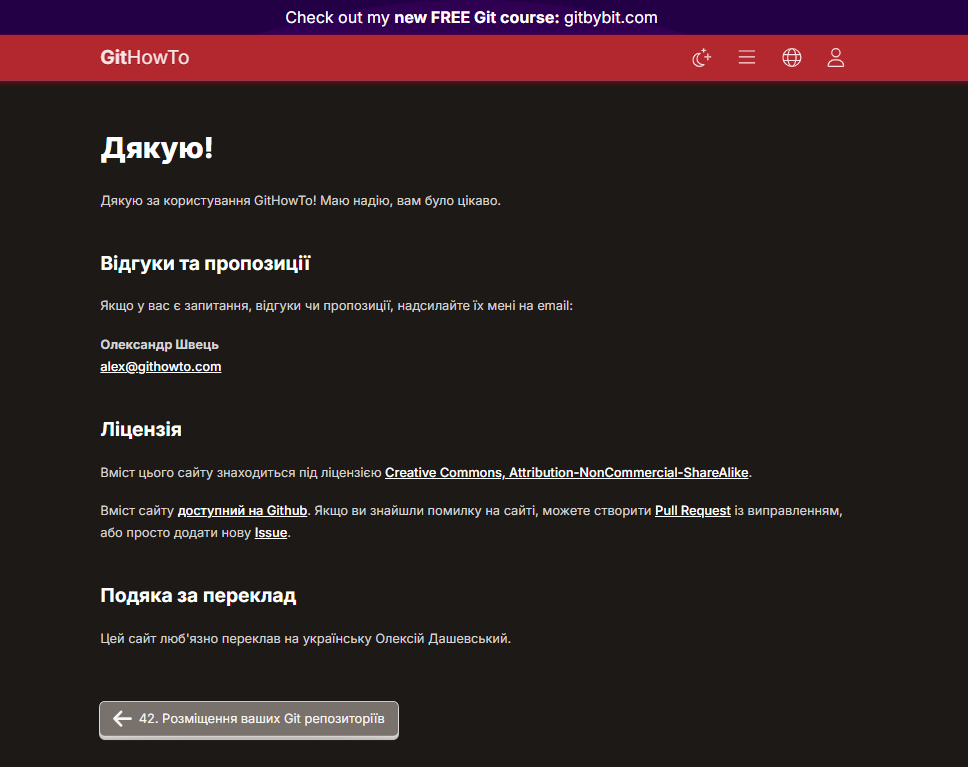 Check out my new FREE Git course: gitbybit.com
GitHowTo
Дякую!
Дякую за користування GitHowTo! Маю надію, вам було цікаво.
Відгуки та пропозиції
Якщо у вас є запитання, відгуки чи пропозиції, надсилайте їх мені на email:
Олександр Швець
alex@githowto.com
Ліцензія
Вміст цього сайту знаходиться під ліцензією Creative Commons, Attribution-NonCommercial-ShareAlike.
Вміст сайту доступний на Github. Якщо ви знайшли помилку на сайті, можете створити Pull Request із виправленням,
або просто додати нову Issue.
Подяка за переклад
Цей сайт люб'язно переклав на українську Олексій Дашевський.
42. Розміщення ваших Git репозиторіїв